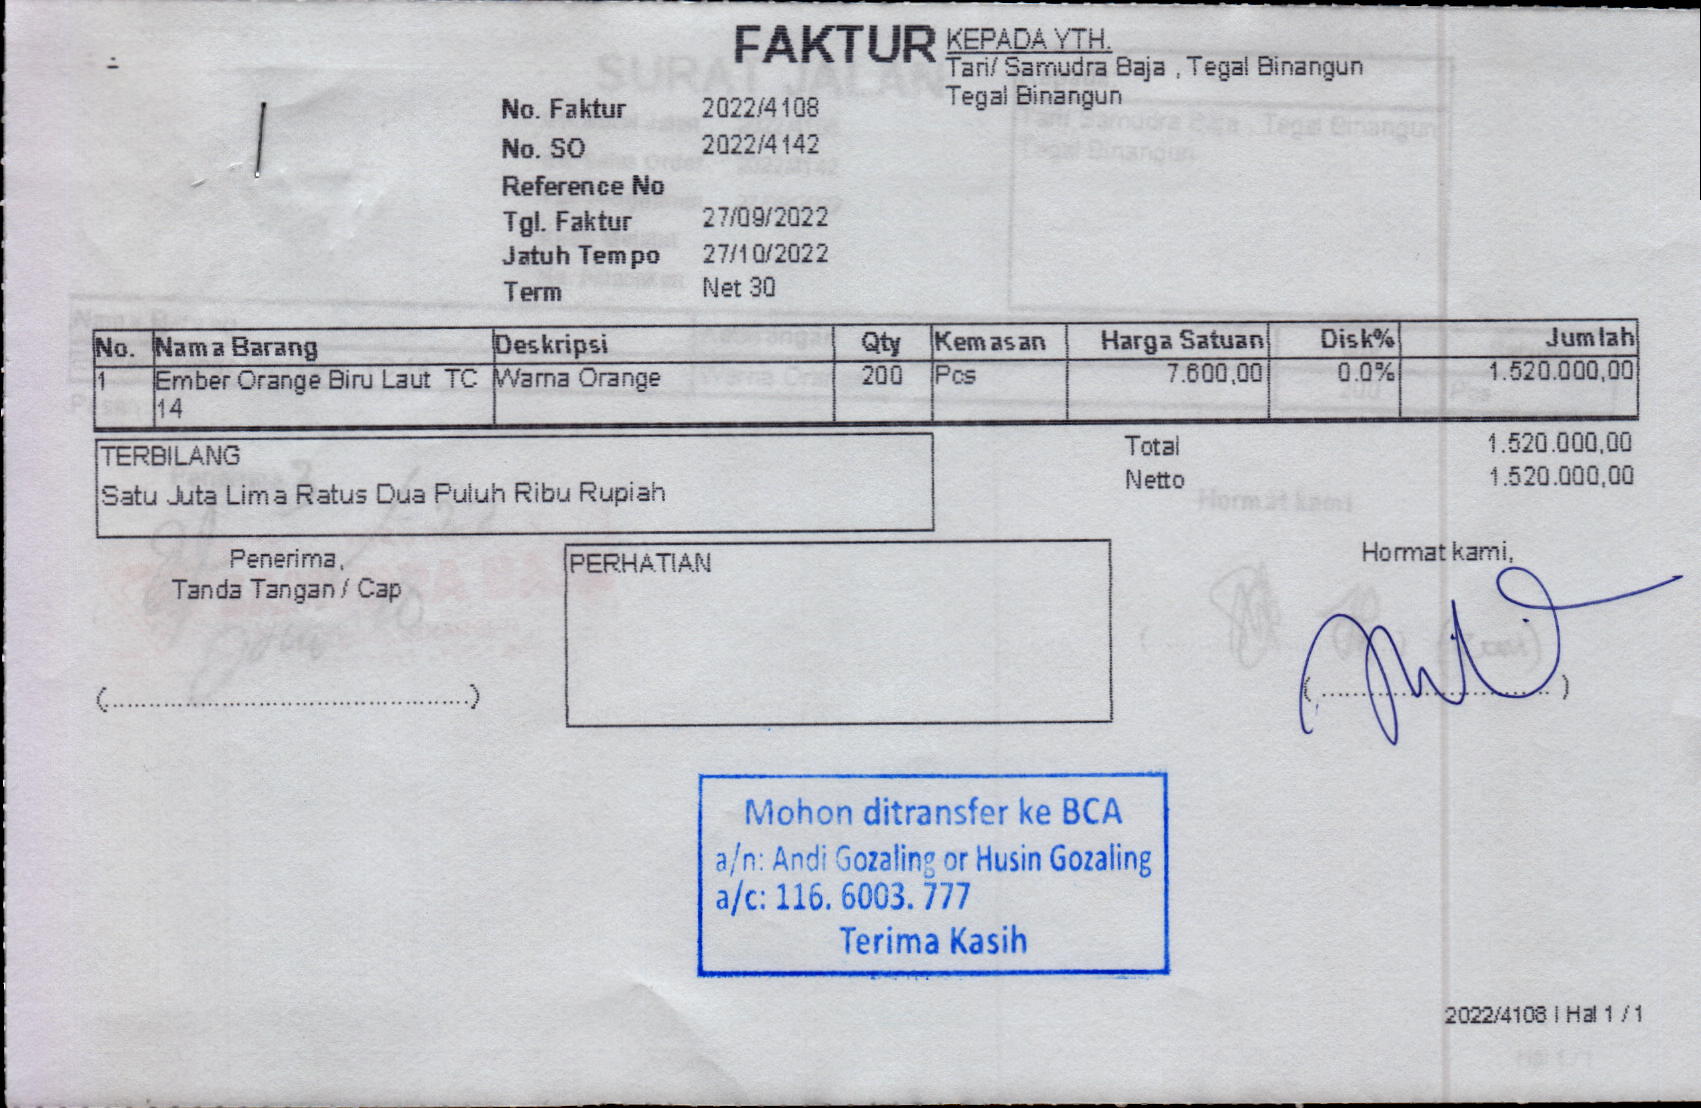 FAKTUR
KEPADA YTH.
Tari/ Samudra Baja , Tegal Binangun
Tegal Binangun
No. Faktur 2022/4108
No. SO 2022/4142
Reference No
Tgl. Faktur 27/09/2022
Jatuh Tempo 27/10/2022
Term Net 30
No. Nama Barang Deskripsi Qty Kemasan Harga Satuan Disk% Jumlah
1 Ember Orange Biru Laut TC Warna Orange 200 Pcs 7.600,00 0.0% 1.520.000,00
14
TERBILANG
Satu Juta Lima Ratus Dua Puluh Ribu Rupiah
Total 1.520.000,00
Netto 1.520.000,00
Penerima,
Tanda Tangan / Cap
(................................................)
PERHATIAN
Hormat kami,
(..............................)
Mohon ditransfer ke BCA
a/n: Andi Gozaling or Husin Gozaling
a/c: 116. 6003. 777
Terima Kasih
2022/4108 | Hal 1 / 1